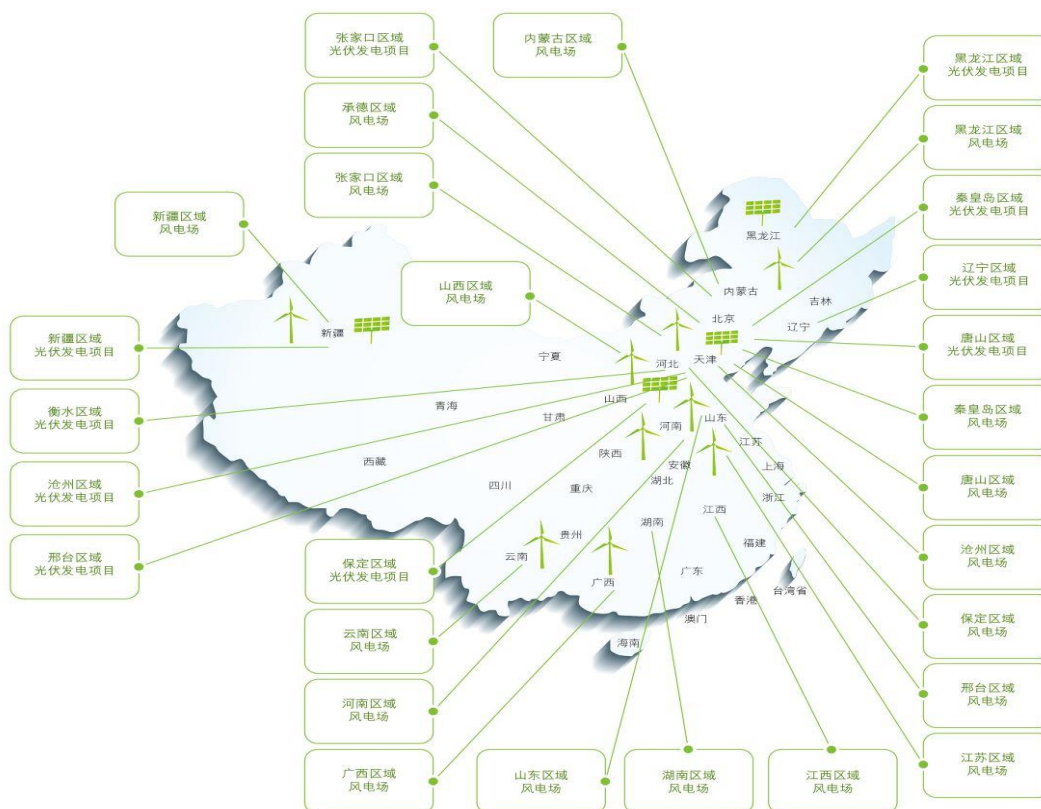 张家口区域
光伏发电项目
承德区域
风电场
张家口区域
风电场
内蒙古区域
风电场
黑龙江区域
光伏发电项目
黑龙江区域
风电场
秦皇岛区域
光伏发电项目
辽宁区域
光伏发电项目
唐山区域
光伏发电项目
秦皇岛区域
风电场
唐山区域
风电场
沧州区域
风电场
保定区域
风电场
邢台区域
风电场
江苏区域
风电场
新疆区域
风电场
山西区域
风电场
新疆区域
光伏发电项目
衡水区域
光伏发电项目
沧州区域
光伏发电项目
邢台区域
光伏发电项目
保定区域
光伏发电项目
云南区域
风电场
河南区域
风电场
广西区域
风电场
山东区域
风电场
湖南区域
风电场
江西区域
风电场
黑龙江
内蒙古
吉林
北京
辽宁
新疆
宁夏
河北
天津
山西
青海
甘肃
河南
山东
江苏
陕西
安徽
上海
西藏
湖北
四川
重庆
浙江
江西
湖南
贵州
福建
云南
广西
广东
香港
台湾省
澳门
海南